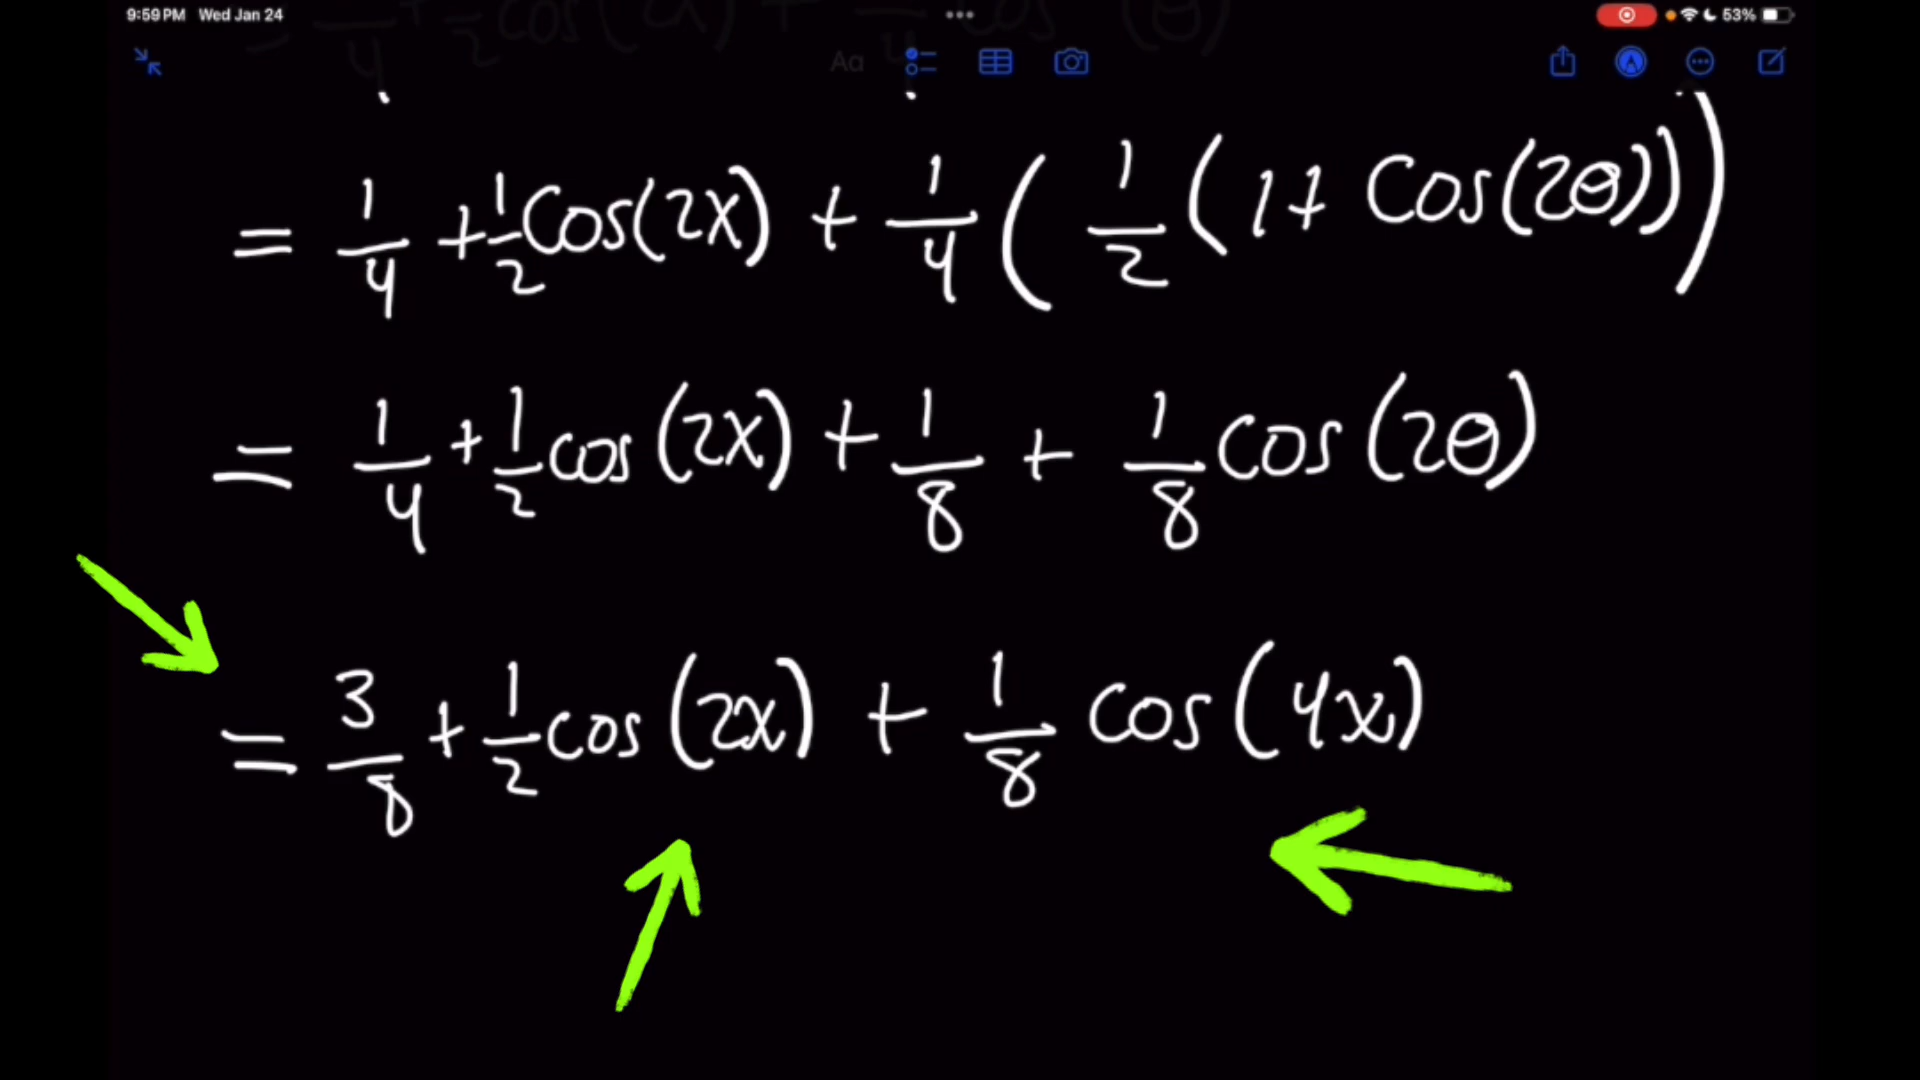 9:59 PM Wed Jan 24 53%
Aa
= 1/4 + 1/2 Cos(2x) + 1/4 ( 1/2 ( 1 + Cos(2θ)))
= 1/4 + 1/2 cos(2x) + 1/8 + 1/8 cos(2θ)
= 3/8 + 1/2 cos(2x) + 1/8 cos(4x)